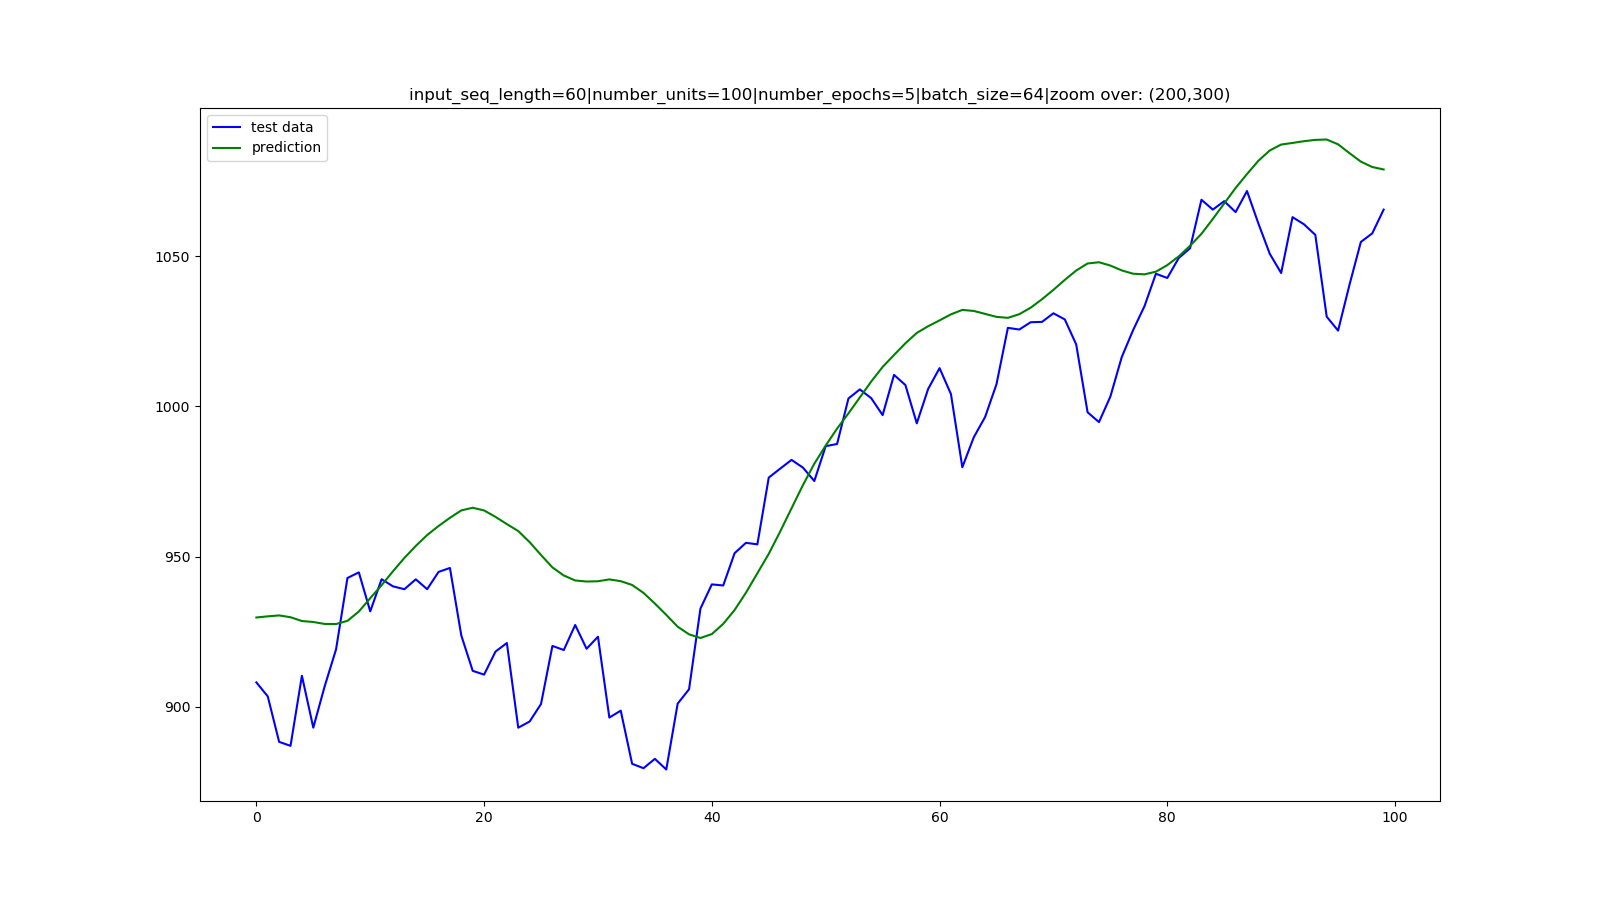 input_seq_length=60|number_units=100|number_epochs=5|batch_size=64|zoom over: (200,300)
test data
prediction
1050
1000
950
900
0 20 40 60 80 100